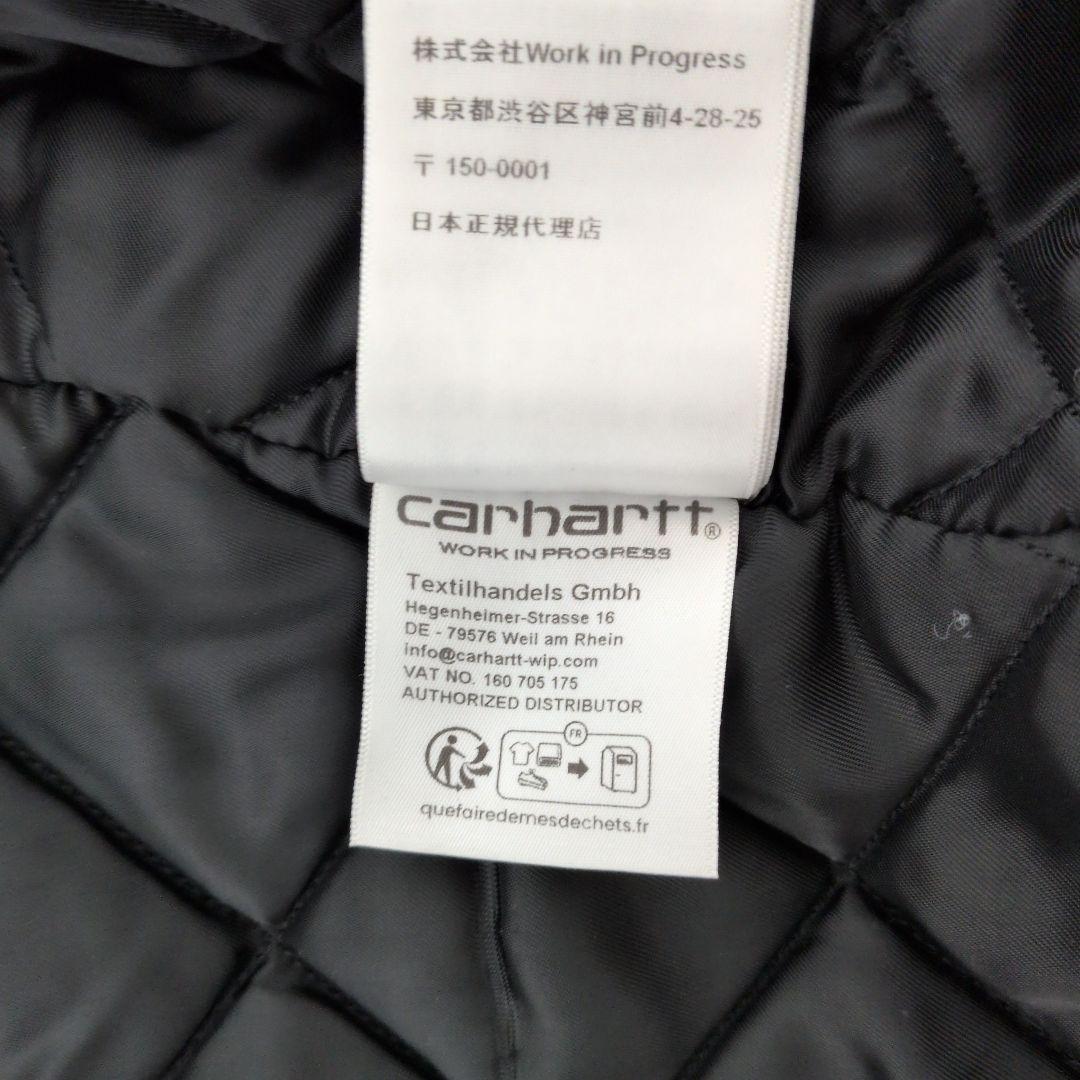 株式会社Work in Progress
東京都渋谷区神宮前4-28-25
〒 150-0001
日本正規代理店
carhartt®
WORK IN PROGRESS
Textilhandels Gmbh
Hegenheimer-Strasse 16
DE - 79576 Weil am Rhein
info@carhartt-wip.com
VAT NO. 160 705 175
AUTHORIZED DISTRIBUTOR
FR
quefairedemesdechets.fr